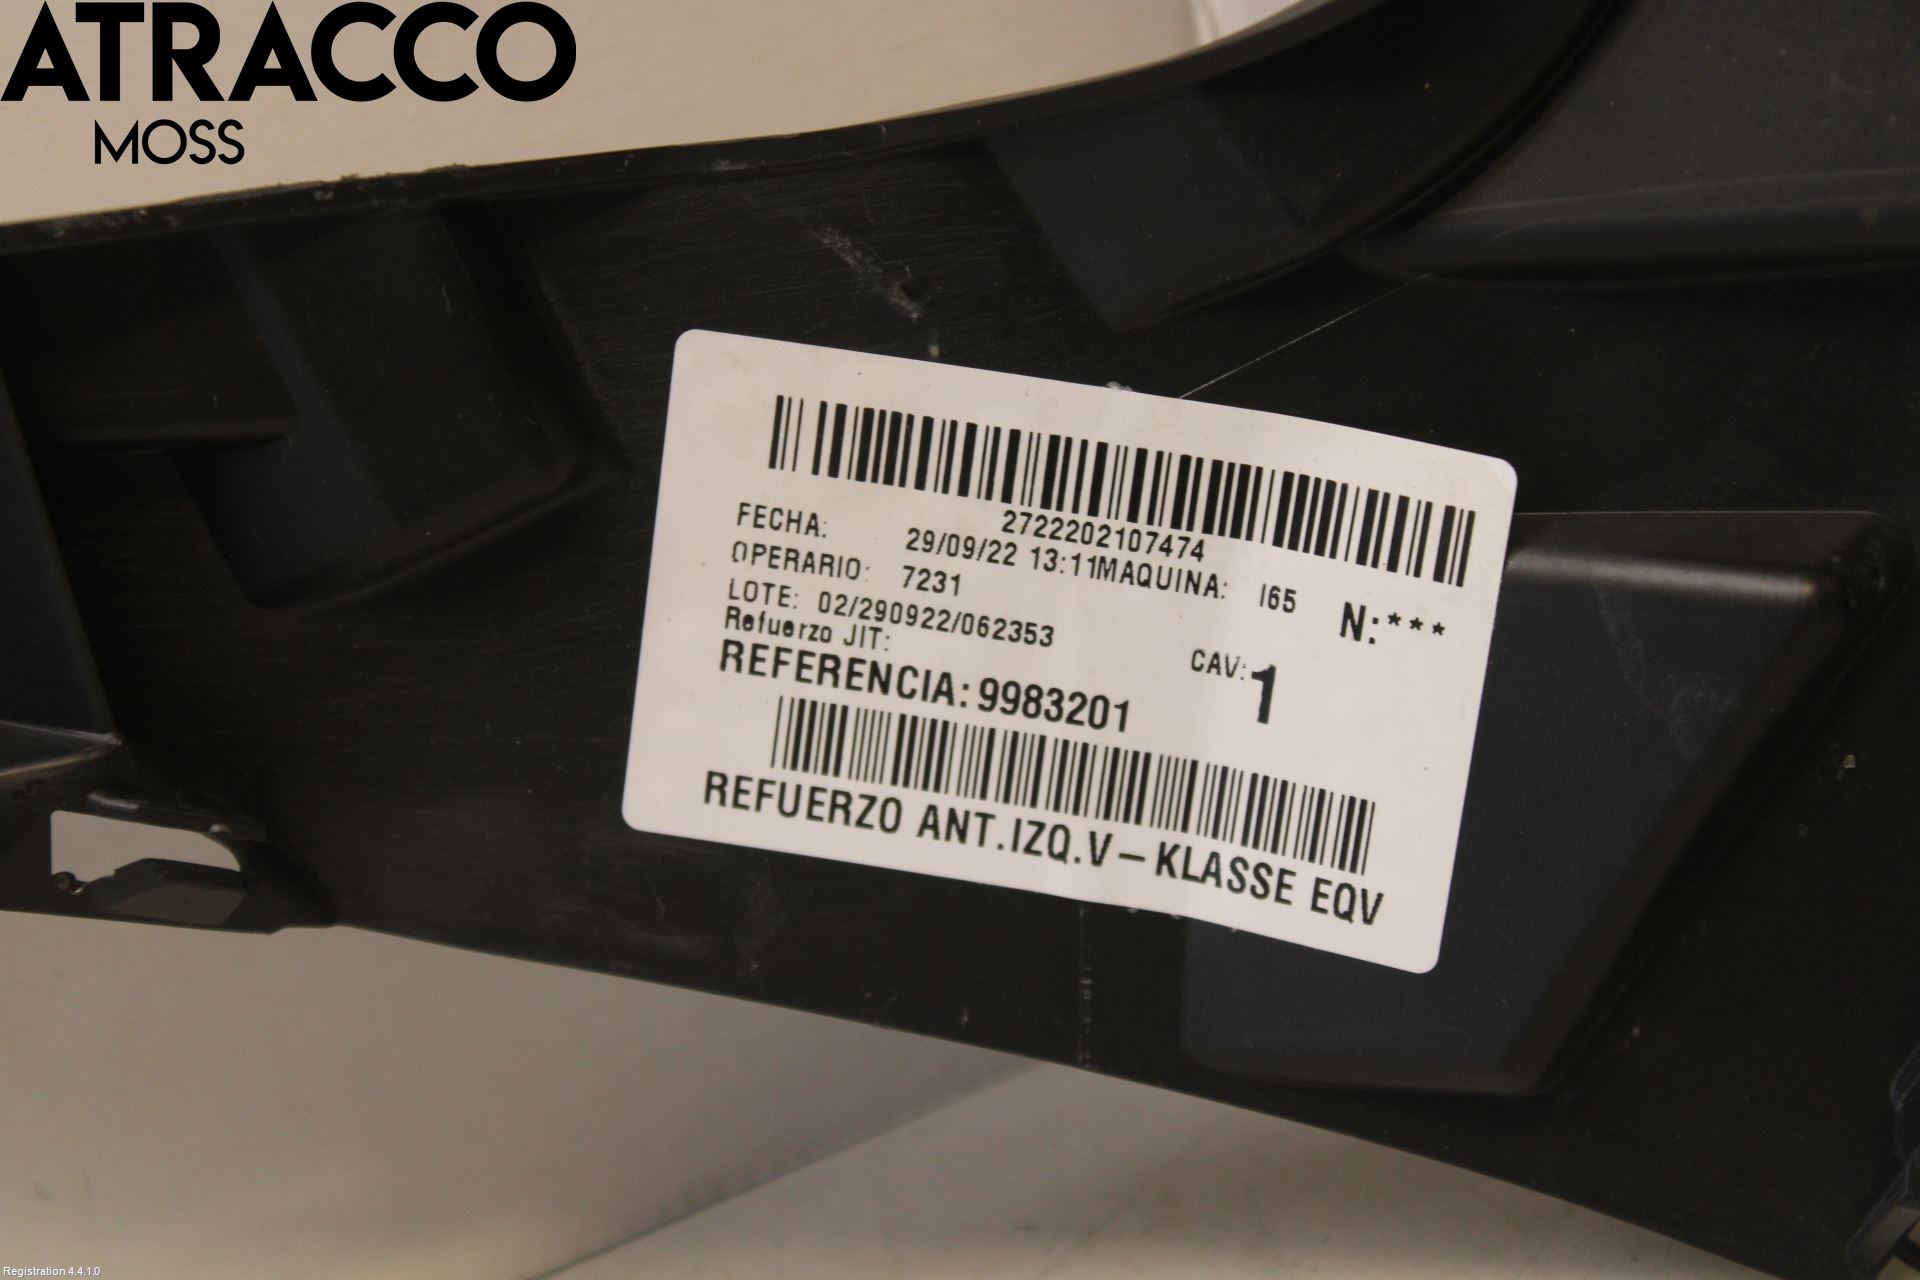 ATRACCO
MOSS
2722202107474
FECHA: 29/09/22 13:11MAQUINA: I65
OPERARIO: 7231 N:***
LOTE: 02/290922/062353
Refuerzo JIT: CAV: 1
REFERENCIA: 9983201
REFUERZO ANT.IZQ.V-KLASSE EQV
Registration 4.4.1.0